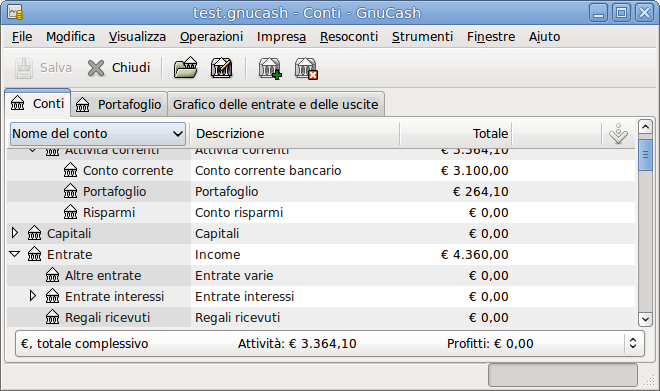 test.gnucash - Conti - GnuCash
File Modifica Visualizza Operazioni Impresa Resoconti Strumenti Finestre Aiuto
Salva Chiudi
Conti Portafoglio Grafico delle entrate e delle uscite
Nome del conto Descrizione Totale
Attività correnti Attività correnti € 3.364,10
Conto corrente Conto corrente bancario € 3.100,00
Portafoglio Portafoglio € 264,10
Risparmi Conto risparmi € 0,00
Capitali Capitali € 0,00
Entrate Income € 4.360,00
Altre entrate Entrate varie € 0,00
Entrate interessi Entrate interessi € 0,00
Regali ricevuti Regali ricevuti € 0,00
€, totale complessivo Attività: € 3.364,10 Profitti: € 0,00